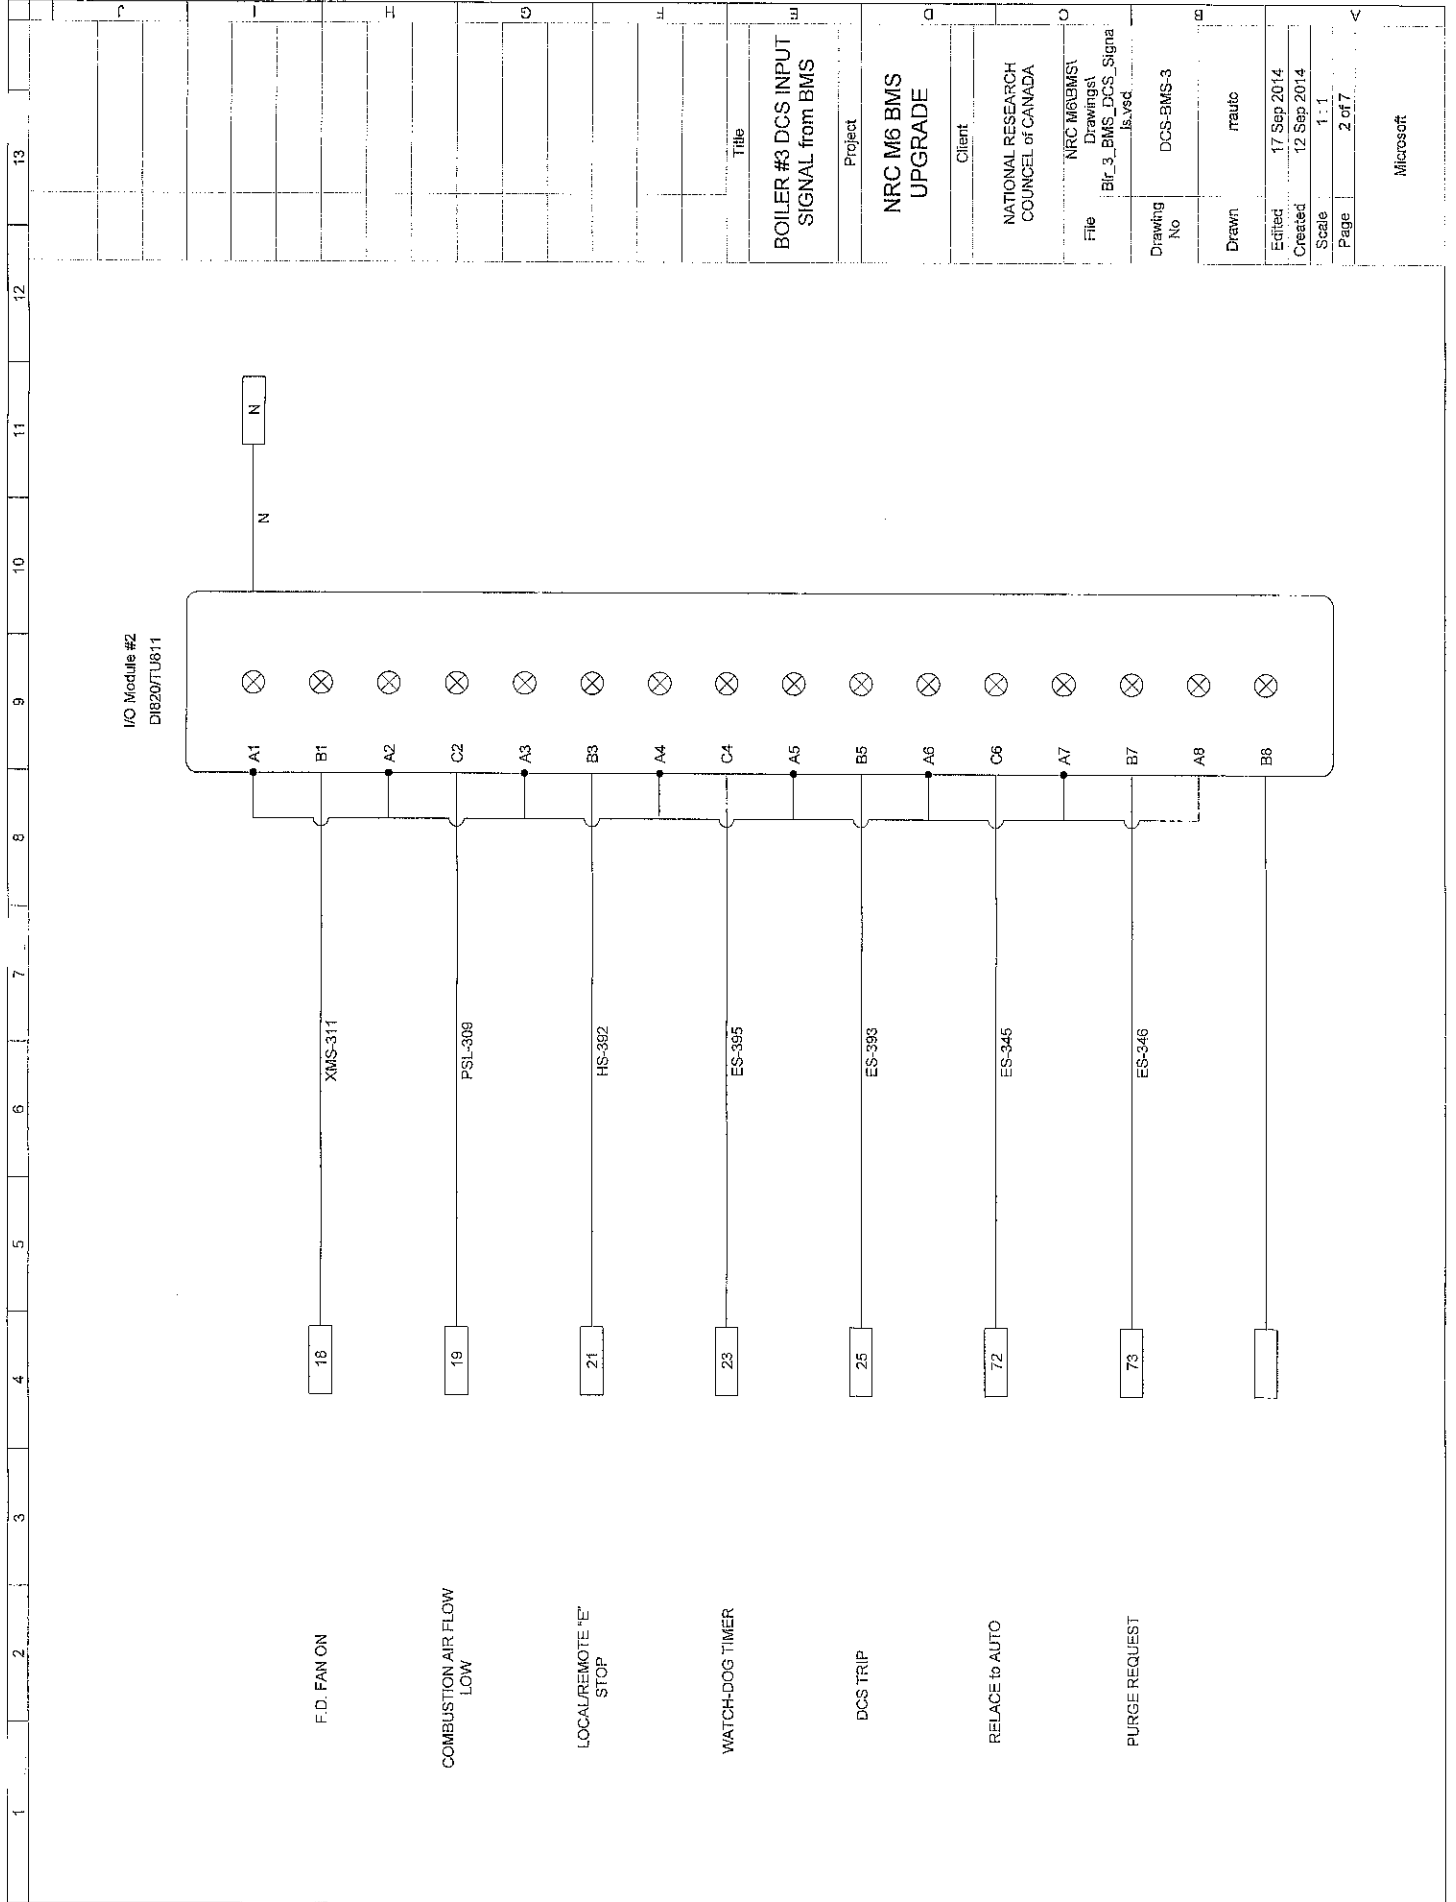 1
2
3
4
5
6
7
8
9
10
11
12
13
J
I
H
G
F
E
D
C
B
A
I/O Module #2
DI820/TU811
A1
B1
A2
C2
A3
B3
A4
C4
A5
B5
A6
C6
A7
B7
A8
B8
N
N
F.D. FAN ON
18
XMS-311
COMBUSTION AIR FLOW
LOW
19
PSL-309
LOCAL/REMOTE "E"
STOP
21
HS-392
WATCH-DOG TIMER
23
ES-395
DCS TRIP
25
ES-393
RELACE to AUTO
72
ES-345
PURGE REQUEST
73
ES-346
Title
BOILER #3 DCS INPUT
SIGNAL from BMS
Project
NRC M6 BMS
UPGRADE
Client
NATIONAL RESEARCH
COUNCEL of CANADA
File
NRC M6\BMS\
Drawings\
Blr_3_BMS_DCS_Signa
ls.vsd
Drawing
No
DCS-BMS-3
Drawn
Edited
17 Sep 2014
Created
12 Sep 2014
Scale
1 : 1
Page
2 of 7
Microsoft